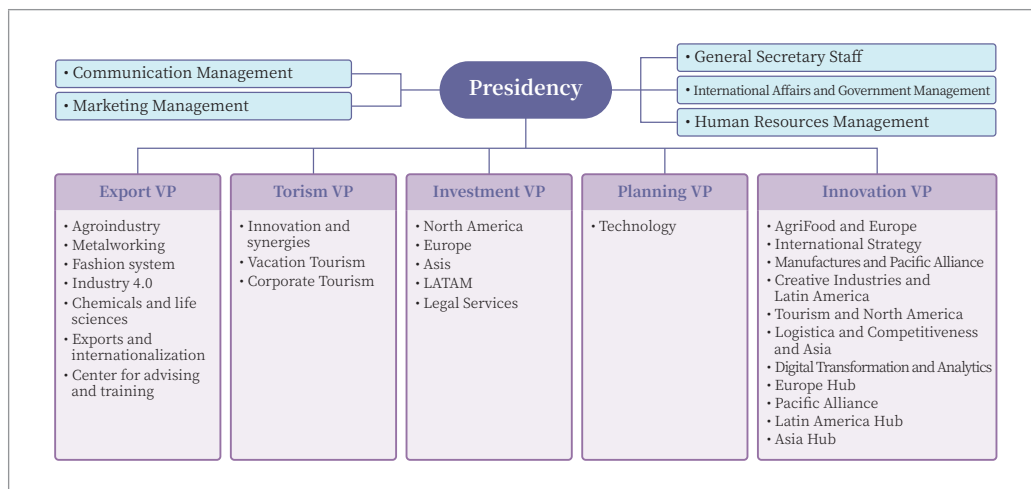 • Communication Management
• Marketing Management
Presidency
• General Secretary Staff
• International Affairs and Government Management
• Human Resources Management
Export VP
• Agroindustry
• Metalworking
• Fashion system
• Industry 4.0
• Chemicals and life
sciences
• Exports and
internationalization
• Center for advising
and training
Torism VP
• Innovation and
synergies
• Vacation Tourism
• Corporate Tourism
Investment VP
• North America
• Europe
• Asis
• LATAM
• Legal Services
Planning VP
• Technology
Innovation VP
• AgriFood and Europe
• International Strategy
• Manufactures and Pacific Alliance
• Creative Industries and
Latin America
• Tourism and North America
• Logistica and Competitiveness
and Asia
• Digital Transformation and Analytics
• Europe Hub
• Pacific Alliance
• Latin America Hub
• Asia Hub